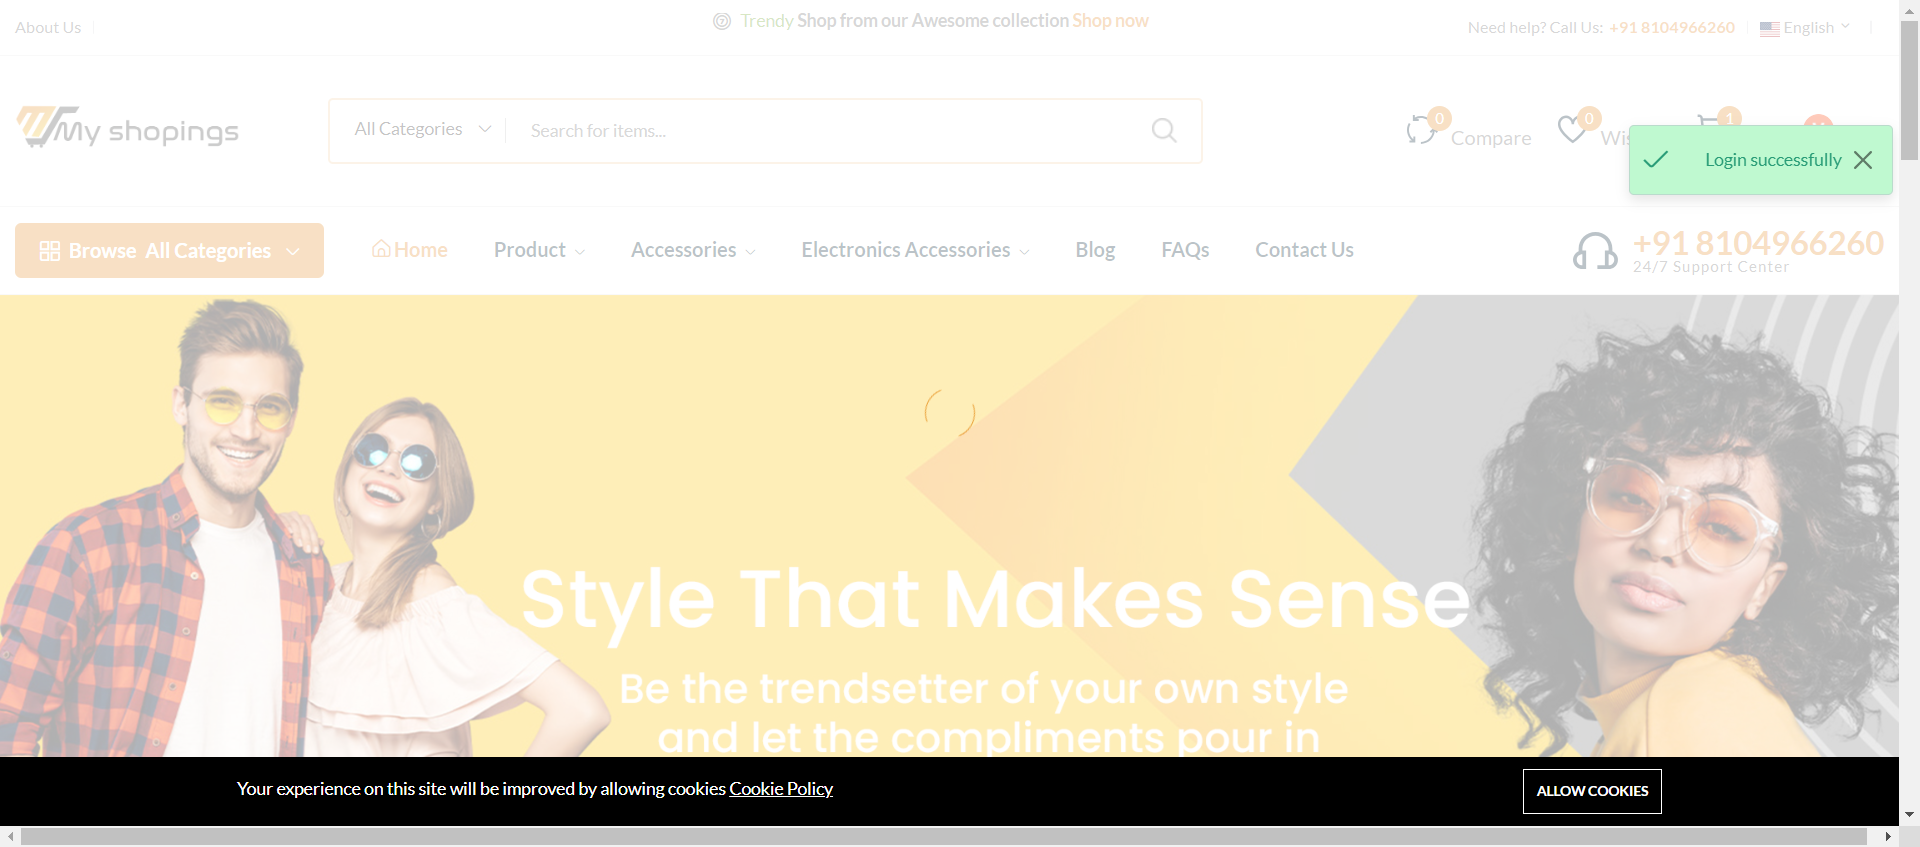 About Us
Trendy Shop from our Awesome collection Shop now
Need help? Call Us: +91 8104966260
English
My shopings
All Categories
Search for items...
0
Compare
0
1
Login successfully
Browse All Categories
Home
Product
Accessories
Electronics Accessories
Blog
FAQs
Contact Us
+91 8104966260
24/7 Support Center
Style That Makes Sense
Be the trendsetter of your own style
and let the compliments pour in
Your experience on this site will be improved by allowing cookies Cookie Policy
ALLOW COOKIES